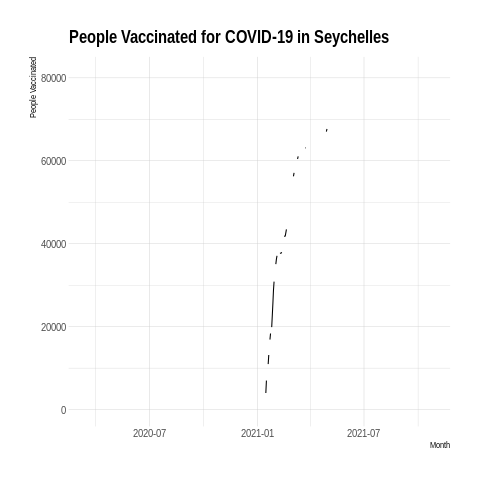 People Vaccinated for COVID-19 in Seychelles
People Vaccinated
80000
60000
40000
20000
0
2020-07
2021-01
2021-07
Month